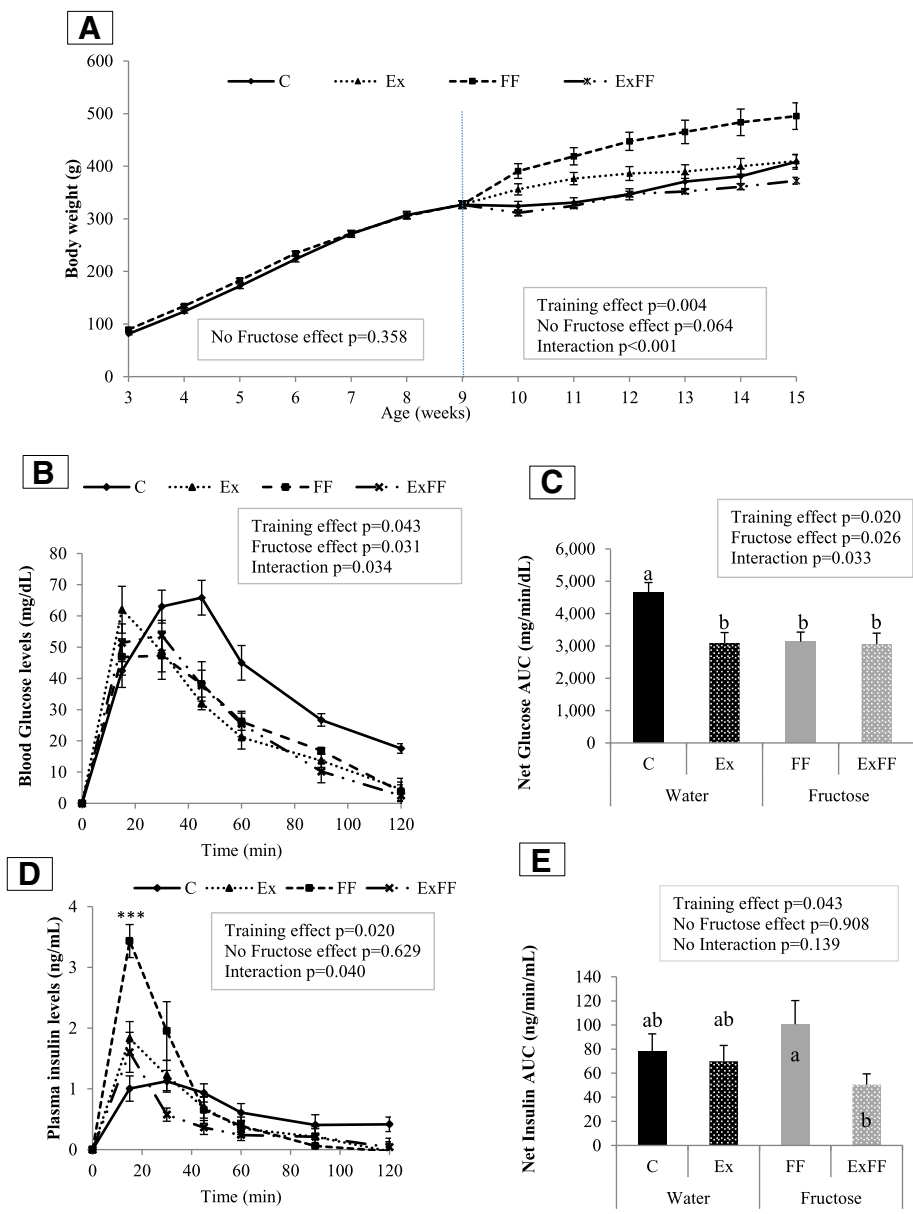 A
600
500
400
300
200
100
0
Body weight (g)
C Ex FF ExFF
No Fructose effect p=0.358
Training effect p=0.004
No Fructose effect p=0.064
Interaction p<0.001
3 4 5 6 7 8 9 10 11 12 13 14 15
Age (weeks)
B
C Ex FF ExFF
Training effect p=0.043
Fructose effect p=0.031
Interaction p=0.034
80
70
60
50
40
30
20
10
0
Blood Glucose levels (mg/dL)
0 20 40 60 80 100 120
Time (min)
C
Training effect p=0.020
Fructose effect p=0.026
Interaction p=0.033
6,000
5,000
4,000
3,000
2,000
1,000
0
Net Glucose AUC (mg/min/dL)
a
b b b
C Ex FF ExFF
Water Fructose
D
C Ex FF ExFF
Training effect p=0.020
No Fructose effect p=0.629
Interaction p=0.040
***
4
3
2
1
0
Plasma insulin levels (ng/mL)
0 20 40 60 80 100 120
Time (min)
E
Training effect p=0.043
No Fructose effect p=0.908
No Interaction p=0.139
140
120
100
80
60
40
20
0
Net Insulin AUC (ng/min/mL)
ab ab
a
b
C Ex FF ExFF
Water Fructose